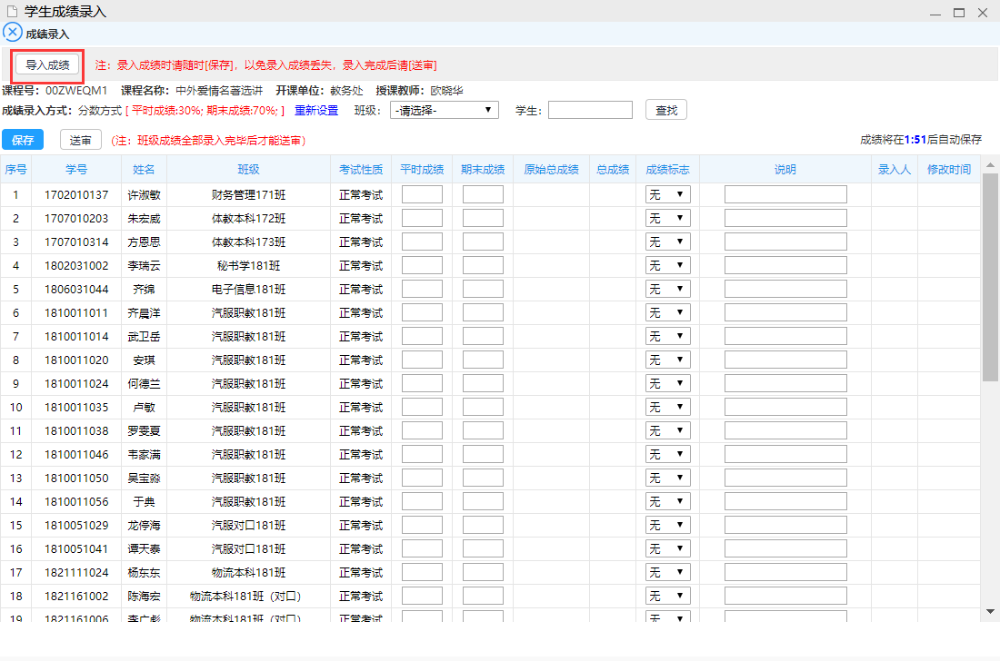 学生成绩录入
成绩录入
导入成绩 注：录入成绩时请随时[保存]，以免录入成绩丢失，录入完成后请[送审]
课程号：00ZWEQM1 课程名称：中外爱情名著选讲 开课单位：教务处 授课教师：欧晓华
成绩录入方式：分数方式 [ 平时成绩:30%; 期末成绩:70%; ] 重新设置 班级： -请选择- 学生： 查找
保存 送审 (注：班级成绩全部录入完毕后才能送审) 成绩将在1:51后自动保存
序号 学号 姓名 班级 考试性质 平时成绩 期末成绩 原始总成绩 总成绩 成绩标志 说明 录入人 修改时间
1 1702010137 许淑敏 财务管理171班 正常考试 无
2 1707010203 朱宏威 体教本科172班 正常考试 无
3 1707010314 方恩思 体教本科173班 正常考试 无
4 1802031002 李瑞云 秘书学181班 正常考试 无
5 1806031044 齐绵 电子信息181班 正常考试 无
6 1810011011 齐晨洋 汽服职教181班 正常考试 无
7 1810011014 武卫岳 汽服职教181班 正常考试 无
8 1810011020 安琪 汽服职教181班 正常考试 无
9 1810011024 何德兰 汽服职教181班 正常考试 无
10 1810011035 卢敏 汽服职教181班 正常考试 无
11 1810011038 罗雯夏 汽服职教181班 正常考试 无
12 1810011046 韦家满 汽服职教181班 正常考试 无
13 1810011050 吴宝淼 汽服职教181班 正常考试 无
14 1810011056 于典 汽服职教181班 正常考试 无
15 1810051029 龙停海 汽服对口181班 正常考试 无
16 1810051041 谭天泰 汽服对口181班 正常考试 无
17 1821111024 杨东东 物流本科181班 正常考试 无
18 1821161002 陈海宏 物流本科181班（对口） 正常考试 无
19 1821161006 李广彪 物流本科181班（对口） 正常考试 无